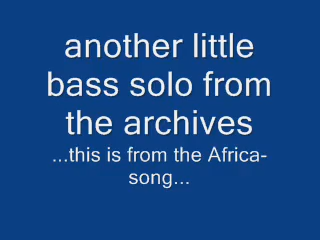 another little
bass solo from
the archives
...this is from the Africa-
song...